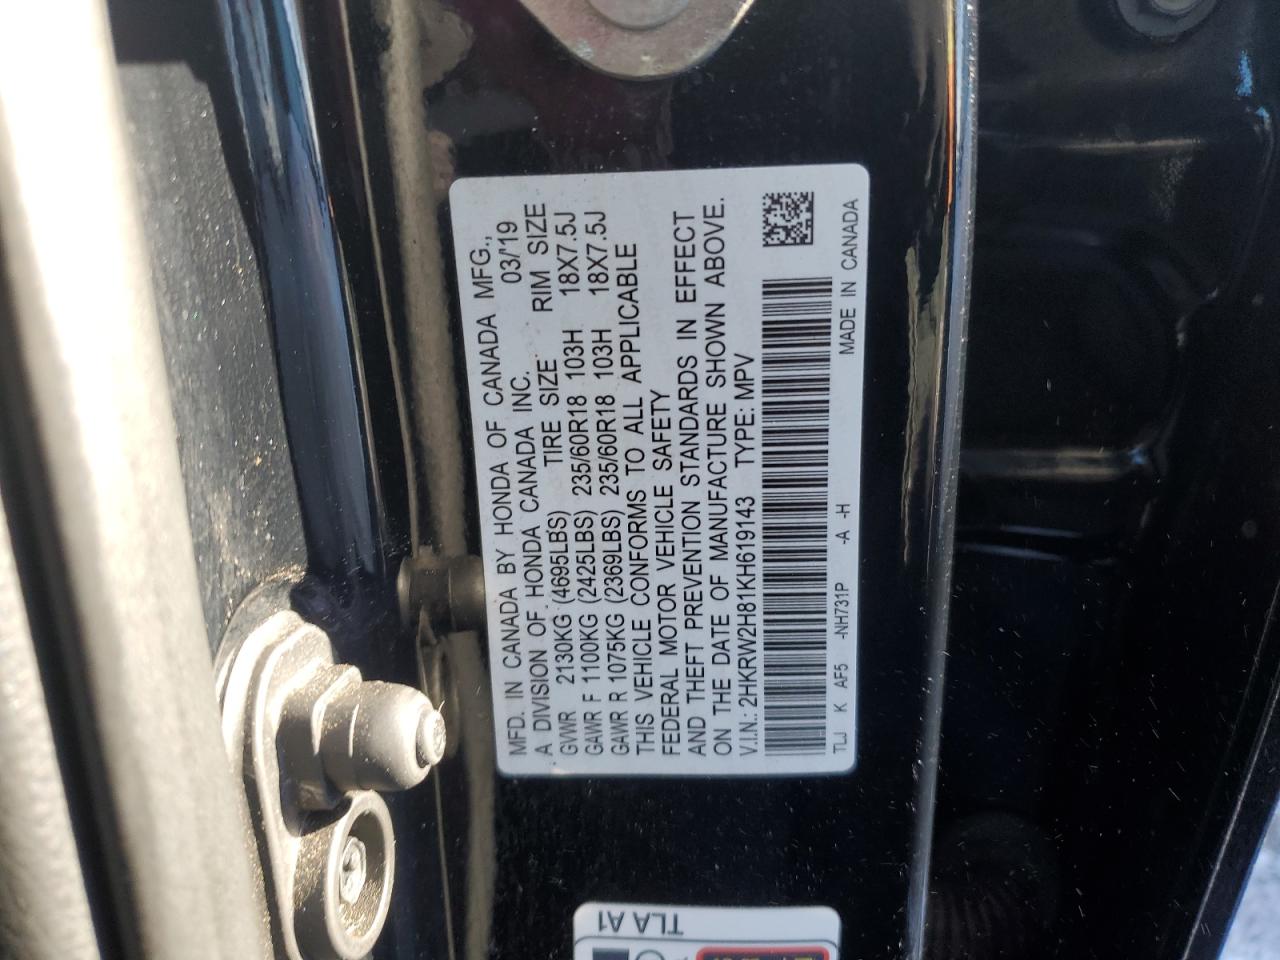 MFD. IN CANADA BY HONDA OF CANADA MFG.,
A DIVISION OF HONDA CANADA INC. 03/'19
GVWR 2130KG (4695LBS) TIRE SIZE RIM SIZE
GAWR F 1100KG (2425LBS) 235/60R18 103H 18X7.5J
GAWR R 1075KG (2369LBS) 235/60R18 103H 18X7.5J
THIS VEHICLE CONFORMS TO ALL APPLICABLE
FEDERAL MOTOR VEHICLE SAFETY
AND THEFT PREVENTION STANDARDS IN EFFECT
ON THE DATE OF MANUFACTURE SHOWN ABOVE.
V.I.N.: 2HKRW2H81KH619143 TYPE: MPV
TLJ K AF5 -NH731P -A -H MADE IN CANADA
TLA A1